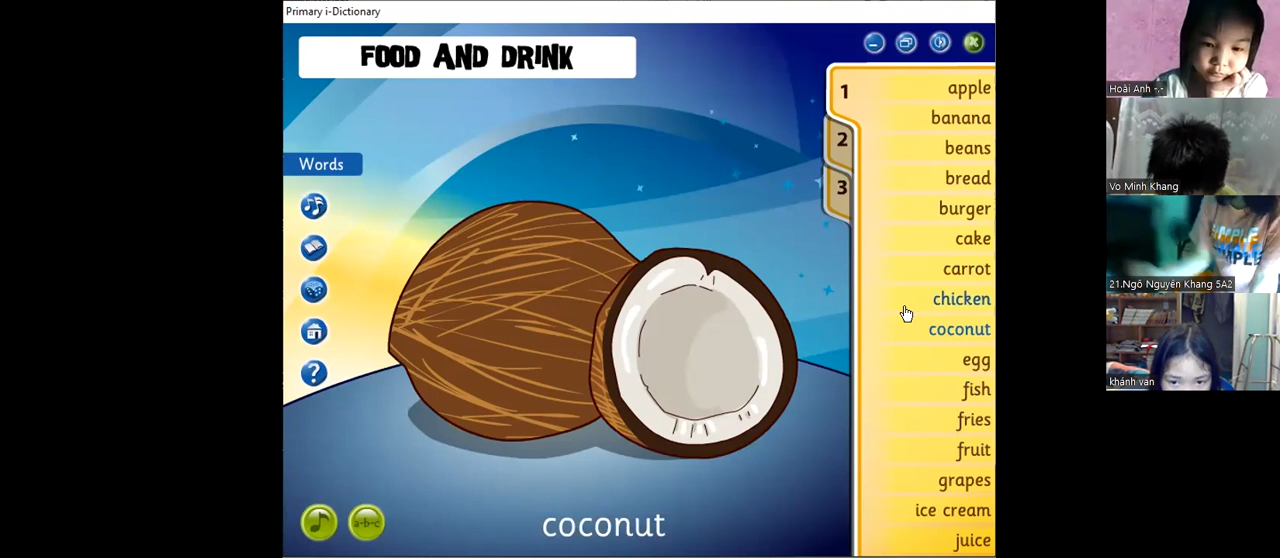 Primary i-Dictionary
FOOD AND DRINK
Words
1
2
3
apple
banana
beans
bread
burger
cake
carrot
chicken
coconut
egg
fish
fries
fruit
grapes
ice cream
juice
?
a-b-c
coconut
Hoài Anh -.-
Vo Minh Khang
SIMPLE
21.Ngô Nguyên Khang 5A2
khánh vân